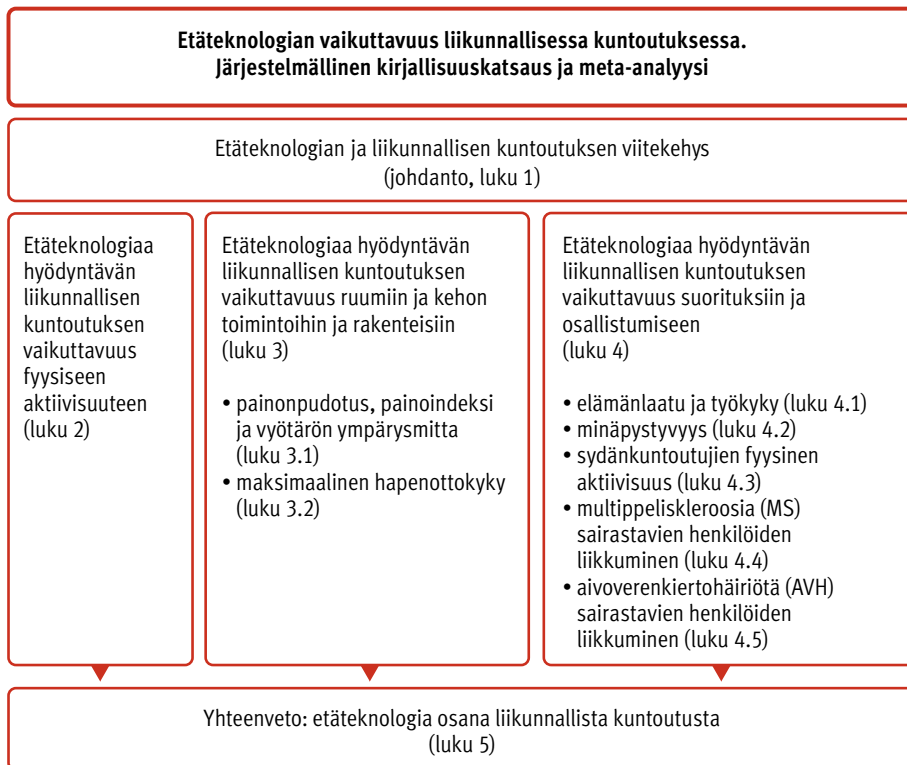 Etäteknologian vaikuttavuus liikunnallisessa kuntoutuksessa.
Järjestelmällinen kirjallisuuskatsaus ja meta-analyysi
Etäteknologian ja liikunnallisen kuntoutuksen viitekehys
(johdanto, luku 1)
Etäteknologiaa
hyödyntävän
liikunnallisen
kuntoutuksen
vaikuttavuus
fyysiseen
aktiivisuuteen
(luku 2)
Etäteknologiaa hyödyntävän
liikunnallisen kuntoutuksen
vaikuttavuus ruumiin ja kehon
toimintoihin ja rakenteisiin
(luku 3)
• painonpudotus, painoindeksi
ja vyötärön ympärysmitta
(luku 3.1)
• maksimaalinen hapenottokyky
(luku 3.2)
Etäteknologiaa hyödyntävän
liikunnallisen kuntoutuksen
vaikuttavuus suorituksiin ja
osallistumiseen
(luku 4)
• elämänlaatu ja työkyky (luku 4.1)
• minäpystyvyys (luku 4.2)
• sydänkuntoutujien fyysinen
aktiivisuus (luku 4.3)
• multippeliskleroosia (MS)
sairastavien henkilöiden
liikkuminen (luku 4.4)
• aivoverenkiertohäiriötä (AVH)
sairastavien henkilöiden
liikkuminen (luku 4.5)
Yhteenveto: etäteknologia osana liikunnallista kuntoutusta
(luku 5)